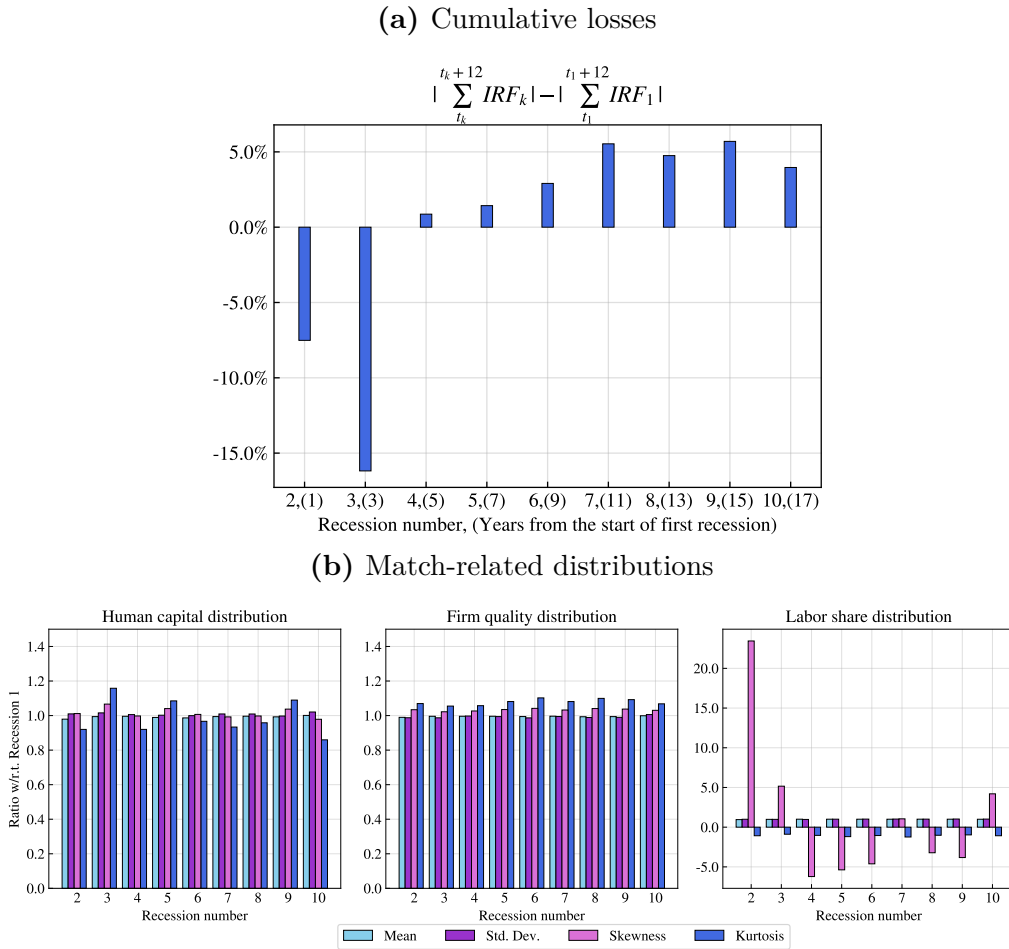 (a) Cumulative losses
| ∑_{t_k}^{t_k+12} IRF_k| − | ∑_{t_1}^{t_1+12} IRF_1|
5.0%
0.0%
-5.0%
-10.0%
-15.0%
2,(1) 3,(3) 4,(5) 5,(7) 6,(9) 7,(11) 8,(13) 9,(15) 10,(17)
Recession number, (Years from the start of first recession)
(b) Match-related distributions
Human capital distribution
Ratio w/r.t. Recession 1
1.4
1.2
1.0
0.8
0.6
0.4
0.2
0.0
2 3 4 5 6 7 8 9 10
Recession number
Firm quality distribution
1.4
1.2
1.0
0.8
0.6
0.4
0.2
0.0
2 3 4 5 6 7 8 9 10
Recession number
Labor share distribution
20.0
15.0
10.0
5.0
0.0
-5.0
2 3 4 5 6 7 8 9 10
Recession number
Mean Std. Dev. Skewness Kurtosis